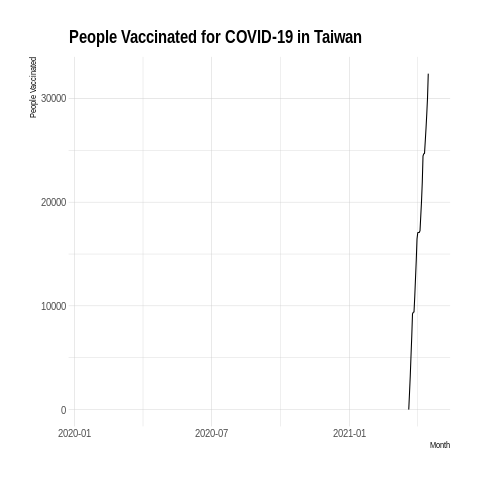 People Vaccinated for COVID-19 in Taiwan
People Vaccinated
30000
20000
10000
0
2020-01
2020-07
2021-01
Month